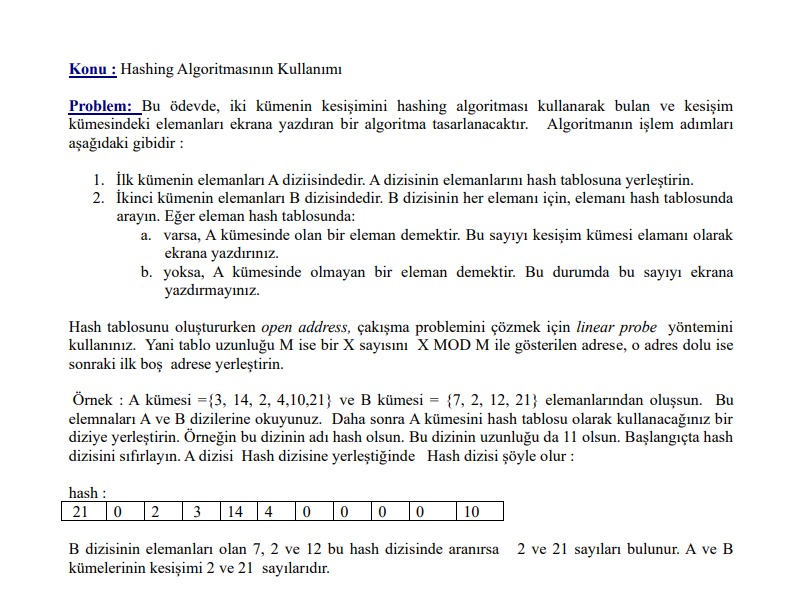 Konu : Hashing Algoritmasının Kullanımı
Problem: Bu ödevde, iki kümenin kesişimini hashing algoritması kullanarak bulan ve kesişim
kümesindeki elemanları ekrana yazdıran bir algoritma tasarlanacaktır. Algoritmanın işlem adımları
aşağıdaki gibidir :
1. İlk kümenin elemanları A diziisindedir. A dizisinin elemanlarını hash tablosuna yerleştirin.
2. İkinci kümenin elemanları B dizisindedir. B dizisinin her elemanı için, elemanı hash tablosunda
arayın. Eğer eleman hash tablosunda:
a. varsa, A kümesinde olan bir eleman demektir. Bu sayıyı kesişim kümesi elamanı olarak
ekrana yazdırınız.
b. yoksa, A kümesinde olmayan bir eleman demektir. Bu durumda bu sayıyı ekrana
yazdırmayınız.
Hash tablosunu oluştururken open address, çakışma problemini çözmek için linear probe yöntemini
kullanınız. Yani tablo uzunluğu M ise bir X sayısını X MOD M ile gösterilen adrese, o adres dolu ise
sonraki ilk boş adrese yerleştirin.
Örnek : A kümesi ={3, 14, 2, 4,10,21} ve B kümesi = {7, 2, 12, 21} elemanlarından oluşsun. Bu
elemnaları A ve B dizilerine okuyunuz. Daha sonra A kümesini hash tablosu olarak kullanacağınız bir
diziye yerleştirin. Örneğin bu dizinin adı hash olsun. Bu dizinin uzunluğu da 11 olsun. Başlangıçta hash
dizisini sıfırlayın. A dizisi Hash dizisine yerleştiğinde Hash dizisi şöyle olur :
hash :
21 0 2 3 14 4 0 0 0 0 10
B dizisinin elemanları olan 7, 2 ve 12 bu hash dizisinde aranırsa 2 ve 21 sayıları bulunur. A ve B
kümelerinin kesişimi 2 ve 21 sayılarıdır.